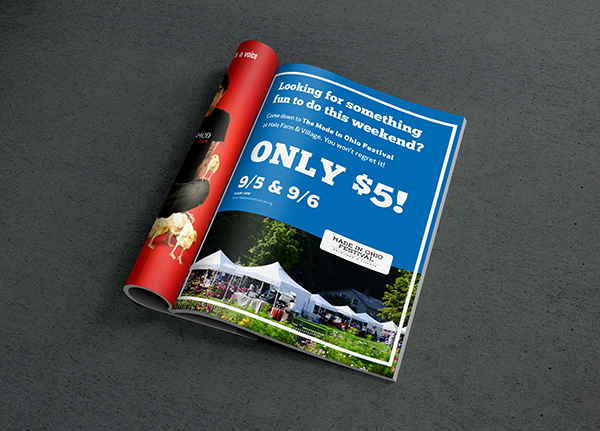 s a voice
Looking for something
fun to do this weekend?
Come down to The Made in Ohio Festival
at Hale Farm & Village. You won't regret it!
ONLY $5!
9/5 & 9/6
MADE IN OHIO
FESTIVAL